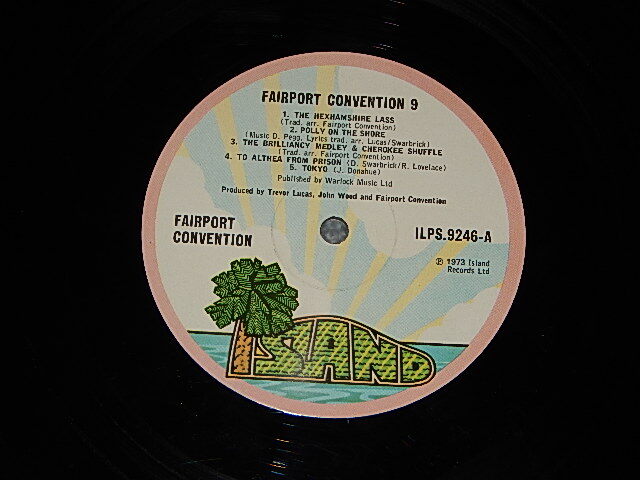 FAIRPORT CONVENTION 9
1. THE HEXHAMSHIRE LASS
(Trad. arr. Fairport Convention)
2. POLLY ON THE SHORE
(Music D. Pegg, Lyrics trad. arr. Lucas/Swarbrick)
3. THE BRILLIANCY MEDLEY & CHEROKEE SHUFFLE
(Trad. arr. Fairport Convention)
4. TO ALTHEA FROM PRISON (D. Swarbrick/R. Lovelace)
5. TOKYO (J. Donahue)
Published by Warlock Music Ltd
Produced by Trevor Lucas, John Wood and Fairport Convention
FAIRPORT
CONVENTION
ILPS.9246-A
℗ 1973 Island
Records Ltd
ISLAND